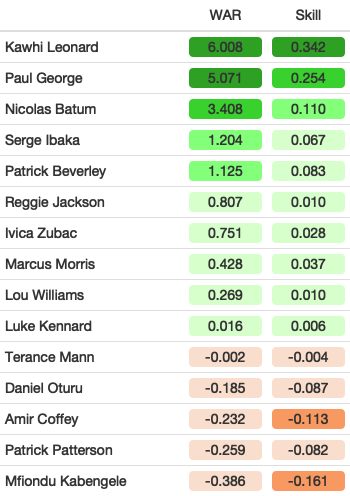 WAR Skill
Kawhi Leonard 6.008 0.342
Paul George 5.071 0.254
Nicolas Batum 3.408 0.110
Serge Ibaka 1.204 0.067
Patrick Beverley 1.125 0.083
Reggie Jackson 0.807 0.010
Ivica Zubac 0.751 0.028
Marcus Morris 0.428 0.037
Lou Williams 0.269 0.010
Luke Kennard 0.016 0.006
Terance Mann -0.002 -0.004
Daniel Oturu -0.185 -0.087
Amir Coffey -0.232 -0.113
Patrick Patterson -0.259 -0.082
Mfiondu Kabengele -0.386 -0.161